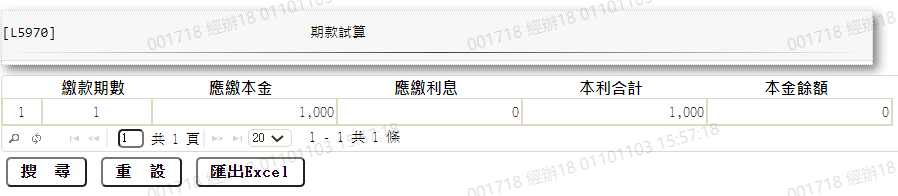 [L5970] 期款試算
001718 經辦18 01101103 15:57:18
繳款期數 應繳本金 應繳利息 本利合計 本金餘額
1 1 1,000 0 1,000 0
1 共 1 頁 20 1 - 1 共 1 條
搜 尋 重 設 匯出Excel